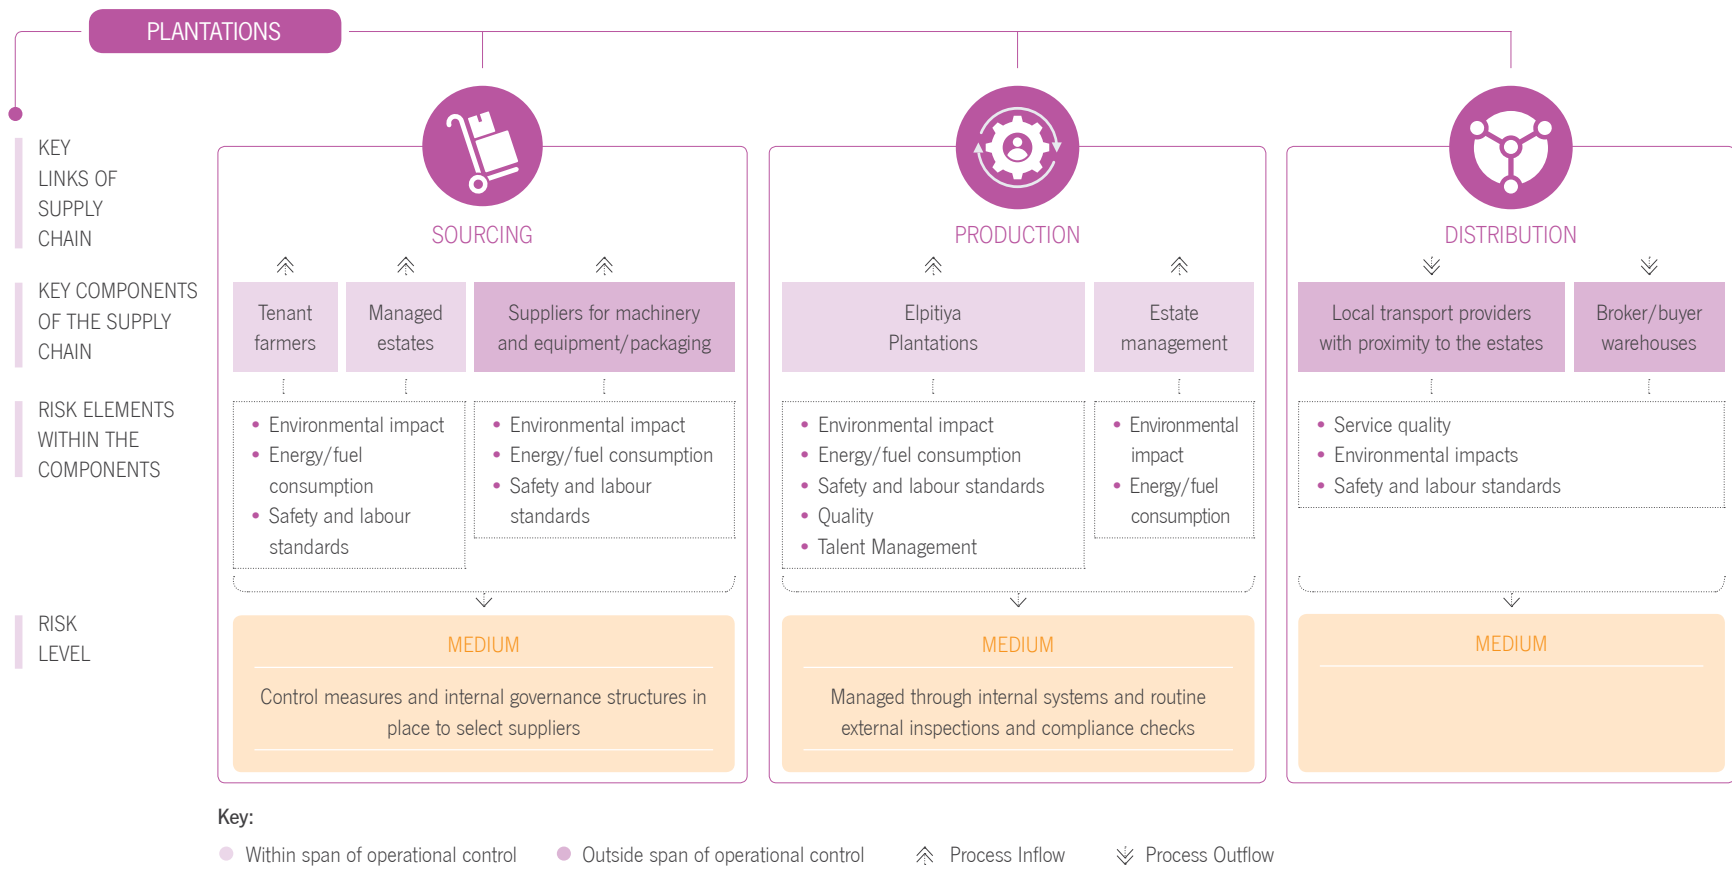 PLANTATIONS
KEY
LINKS OF
SUPPLY
CHAIN
SOURCING
PRODUCTION
DISTRIBUTION
KEY COMPONENTS
OF THE SUPPLY
CHAIN
Tenant
farmers
Managed
estates
Suppliers for machinery
and equipment/packaging
Elpitiya
Plantations
Estate
management
Local transport providers
with proximity to the estates
Broker/buyer
warehouses
RISK ELEMENTS
WITHIN THE
COMPONENTS
• Environmental impact
• Energy/fuel
consumption
• Safety and labour
standards
• Environmental impact
• Energy/fuel consumption
• Safety and labour
standards
• Environmental impact
• Energy/fuel consumption
• Safety and labour standards
• Quality
• Talent Management
• Environmental
impact
• Energy/fuel
consumption
• Service quality
• Environmental impacts
• Safety and labour standards
RISK
LEVEL
MEDIUM
Control measures and internal governance structures in
place to select suppliers
MEDIUM
Managed through internal systems and routine
external inspections and compliance checks
MEDIUM
Key:
Within span of operational control
Outside span of operational control
Process Inflow
Process Outflow